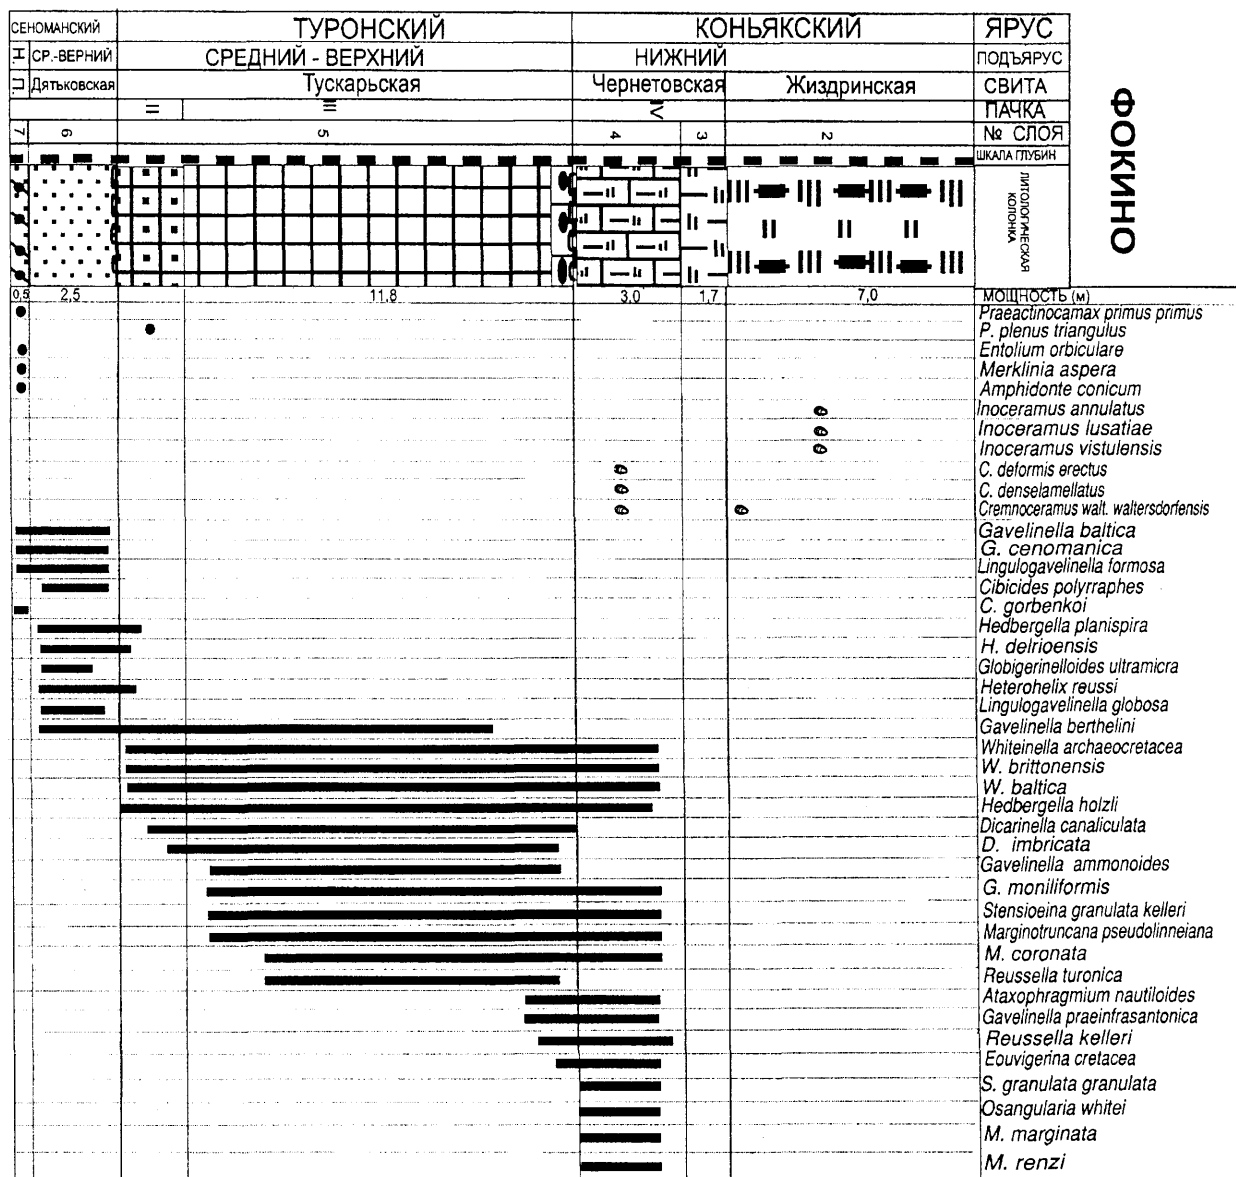 СЕНОМАНСКИЙ ТУРОНСКИЙ КОНЬЯКСКИЙ ЯРУС
Н СР.-ВЕРНИЙ СРЕДНИЙ - ВЕРХНИЙ НИЖНИЙ ПОДЪЯРУС
П. Дятьковская Тускарьская Чернетовская Жиздринская СВИТА
II III IV ПАЧКА
7 6 5 4 3 2 № СЛОЯ
ШКАЛА ГЛУБИН
ЛИТОЛОГИЧЕСКАЯ
КОЛОНКА
ФОКИНО
0,5 2,5 11.8 3,0 1,7 7,0 МОЩНОСТЬ (м)
Praeactinocamax primus primus
P. plenus triangulus
Entolium orbiculare
Merklinia aspera
Amphidonte conicum
Inoceramus annulatus
Inoceramus lusatiae
Inoceramus vistulensis
C. deformis erectus
C. denselamellatus
Cremnoceramus walt. waltersdorfensis
Gavelinella baltica
G. cenomanica
Lingulogavelinella formosa
Cibicides polyrraphes
C. gorbenkoi
Hedbergella planispira
H. delrioensis
Globigerinelloides ultramicra
Heterohelix reussi
Lingulogavelinella globosa
Gavelinella berthelini
Whiteinella archaeocretacea
W. brittonensis
W. baltica
Hedbergella holzli
Dicarinella canaliculata
D. imbricata
Gavelinella ammonoides
G. moniliformis
Stensioeina granulata kelleri
Marginotruncana pseudolinneiana
M. coronata
Reussella turonica
Ataxophragmium nautiloides
Gavelinella praeinfrasantonica
Reussella kelleri
Eouvigerina cretacea
S. granulata granulata
Osangularia whitei
M. marginata
M. renzi